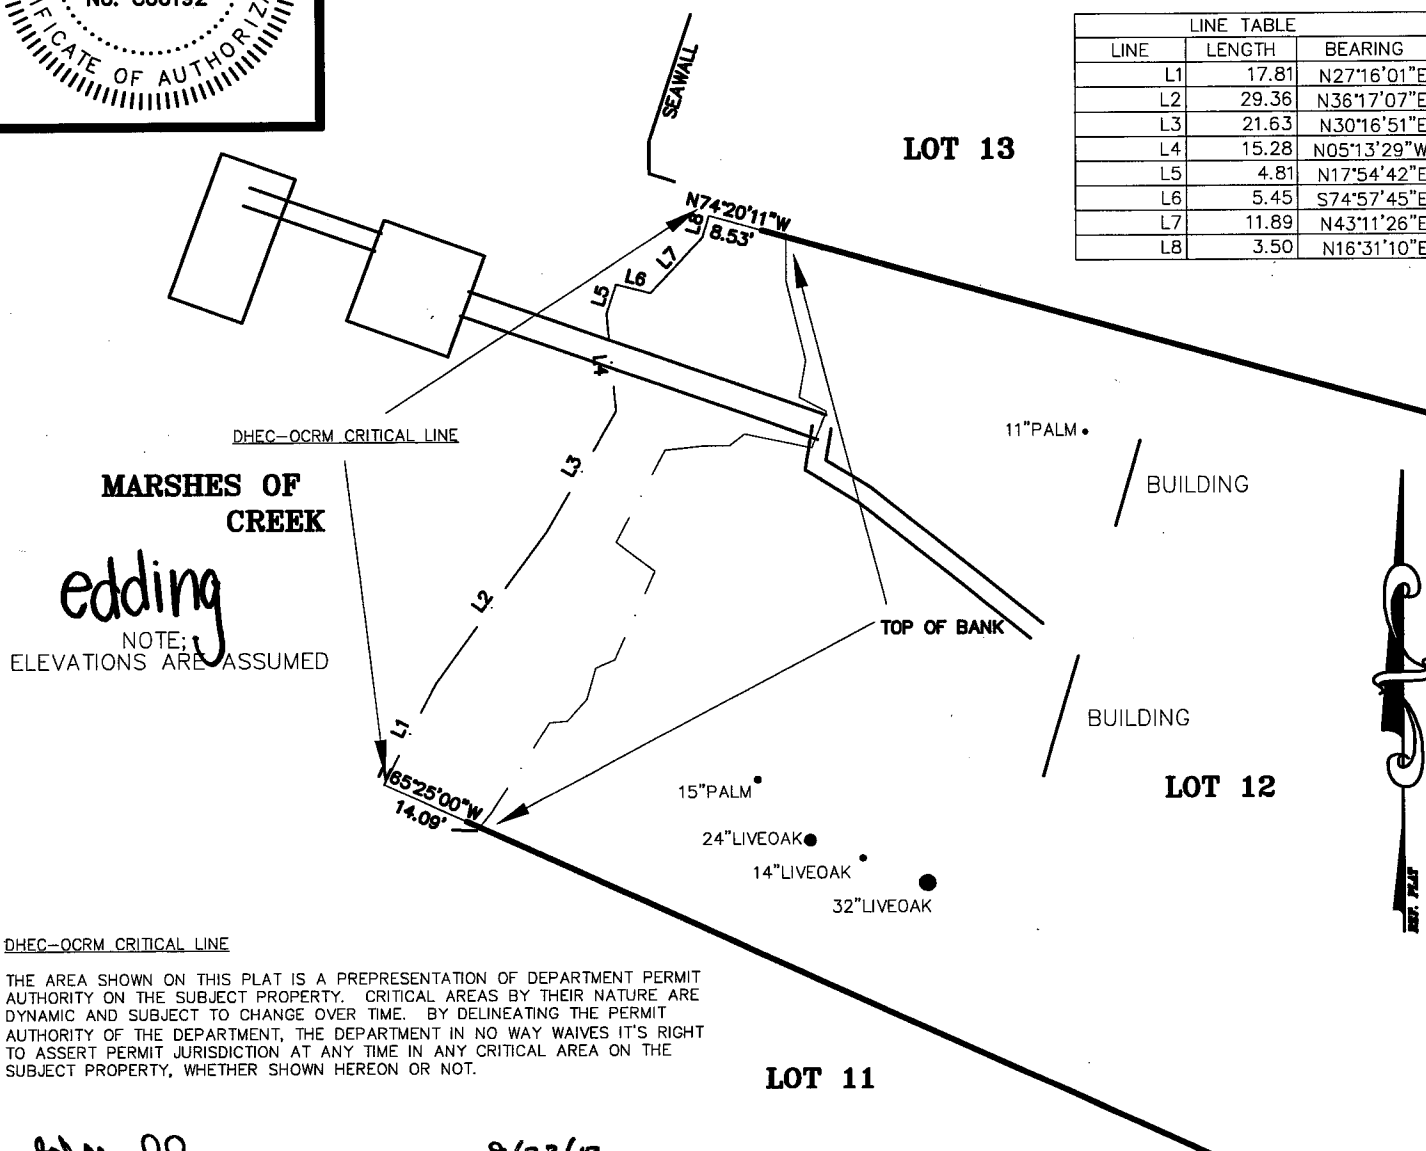 CERTIFICATE OF AUTHORIZ
LINE TABLE
LINE LENGTH BEARING
L1 17.81 N27°16'01"E
L2 29.36 N36°17'07"E
L3 21.63 N30°16'51"E
L4 15.28 N05°13'29"W
L5 4.81 N17°54'42"E
L6 5.45 S74°57'45"E
L7 11.89 N43°11'26"E
L8 3.50 N16°31'10"E
SEAWALL
LOT 13
N74°20'11"W
8.53'
L8
L7
L6
L5
L4
DHEC-OCRM CRITICAL LINE
11"PALM
L3
BUILDING
MARSHES OF
CREEK
edding
L2
NOTE;
ELEVATIONS ARE ASSUMED
TOP OF BANK
L1
BUILDING
N65°25'00"W
14.09'
15"PALM
LOT 12
24"LIVEOAK
14"LIVEOAK
32"LIVEOAK
REF. PLAT
DHEC-OCRM CRITICAL LINE
THE AREA SHOWN ON THIS PLAT IS A PREPRESENTATION OF DEPARTMENT PERMIT
AUTHORITY ON THE SUBJECT PROPERTY. CRITICAL AREAS BY THEIR NATURE ARE
DYNAMIC AND SUBJECT TO CHANGE OVER TIME. BY DELINEATING THE PERMIT
AUTHORITY OF THE DEPARTMENT, THE DEPARTMENT IN NO WAY WAIVES IT'S RIGHT
TO ASSERT PERMIT JURISDICTION AT ANY TIME IN ANY CRITICAL AREA ON THE
SUBJECT PROPERTY, WHETHER SHOWN HEREON OR NOT.
LOT 11